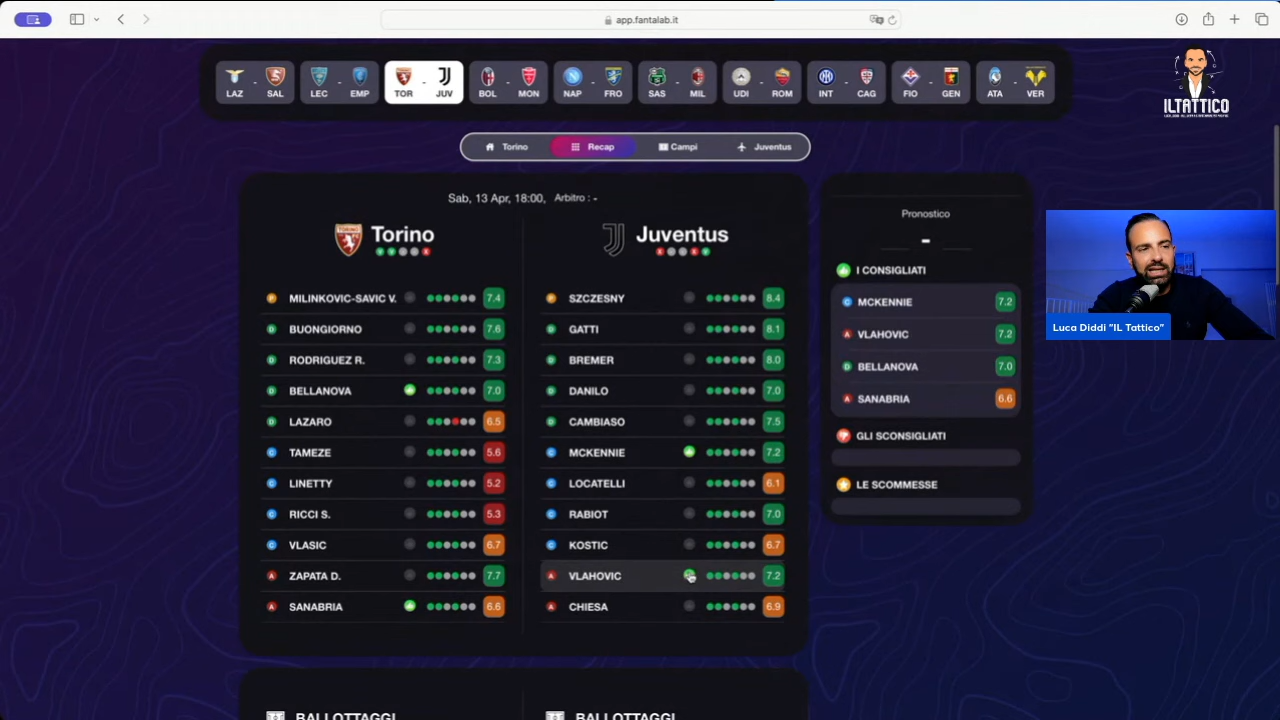 app.fantalab.it
LAZ - SAL
LEC - EMP
TOR - JUV
BOL - MON
NAP - FRO
SAS - MIL
UDI - ROM
INT - CAG
FIO - GEN
ATA - VER
ILTATTICO
Torino
Recap
Campi
Juventus
Sab, 13 Apr, 18:00, Arbitro : -
Torino
MILINKOVIC-SAVIC V. 7.4
BUONGIORNO 7.6
RODRIGUEZ R. 7.3
BELLANOVA 7.0
LAZARO 6.5
TAMEZE 5.6
LINETTY 5.2
RICCI S. 5.3
VLASIC 6.7
ZAPATA D. 7.7
SANABRIA 6.6
Juventus
SZCZESNY 8.4
GATTI 8.1
BREMER 8.0
DANILO 7.0
CAMBIASO 7.5
MCKENNIE 7.2
LOCATELLI 6.1
RABIOT 7.0
KOSTIC 6.7
VLAHOVIC 7.2
CHIESA 6.9
Pronostico
-
I CONSIGLIATI
MCKENNIE 7.2
VLAHOVIC 7.2
BELLANOVA 7.0
SANABRIA 6.6
GLI SCONSIGLIATI
LE SCOMMESSE
Luca Diddi "IL Tattico"
BALLOTTAGGI
BALLOTTAGGI